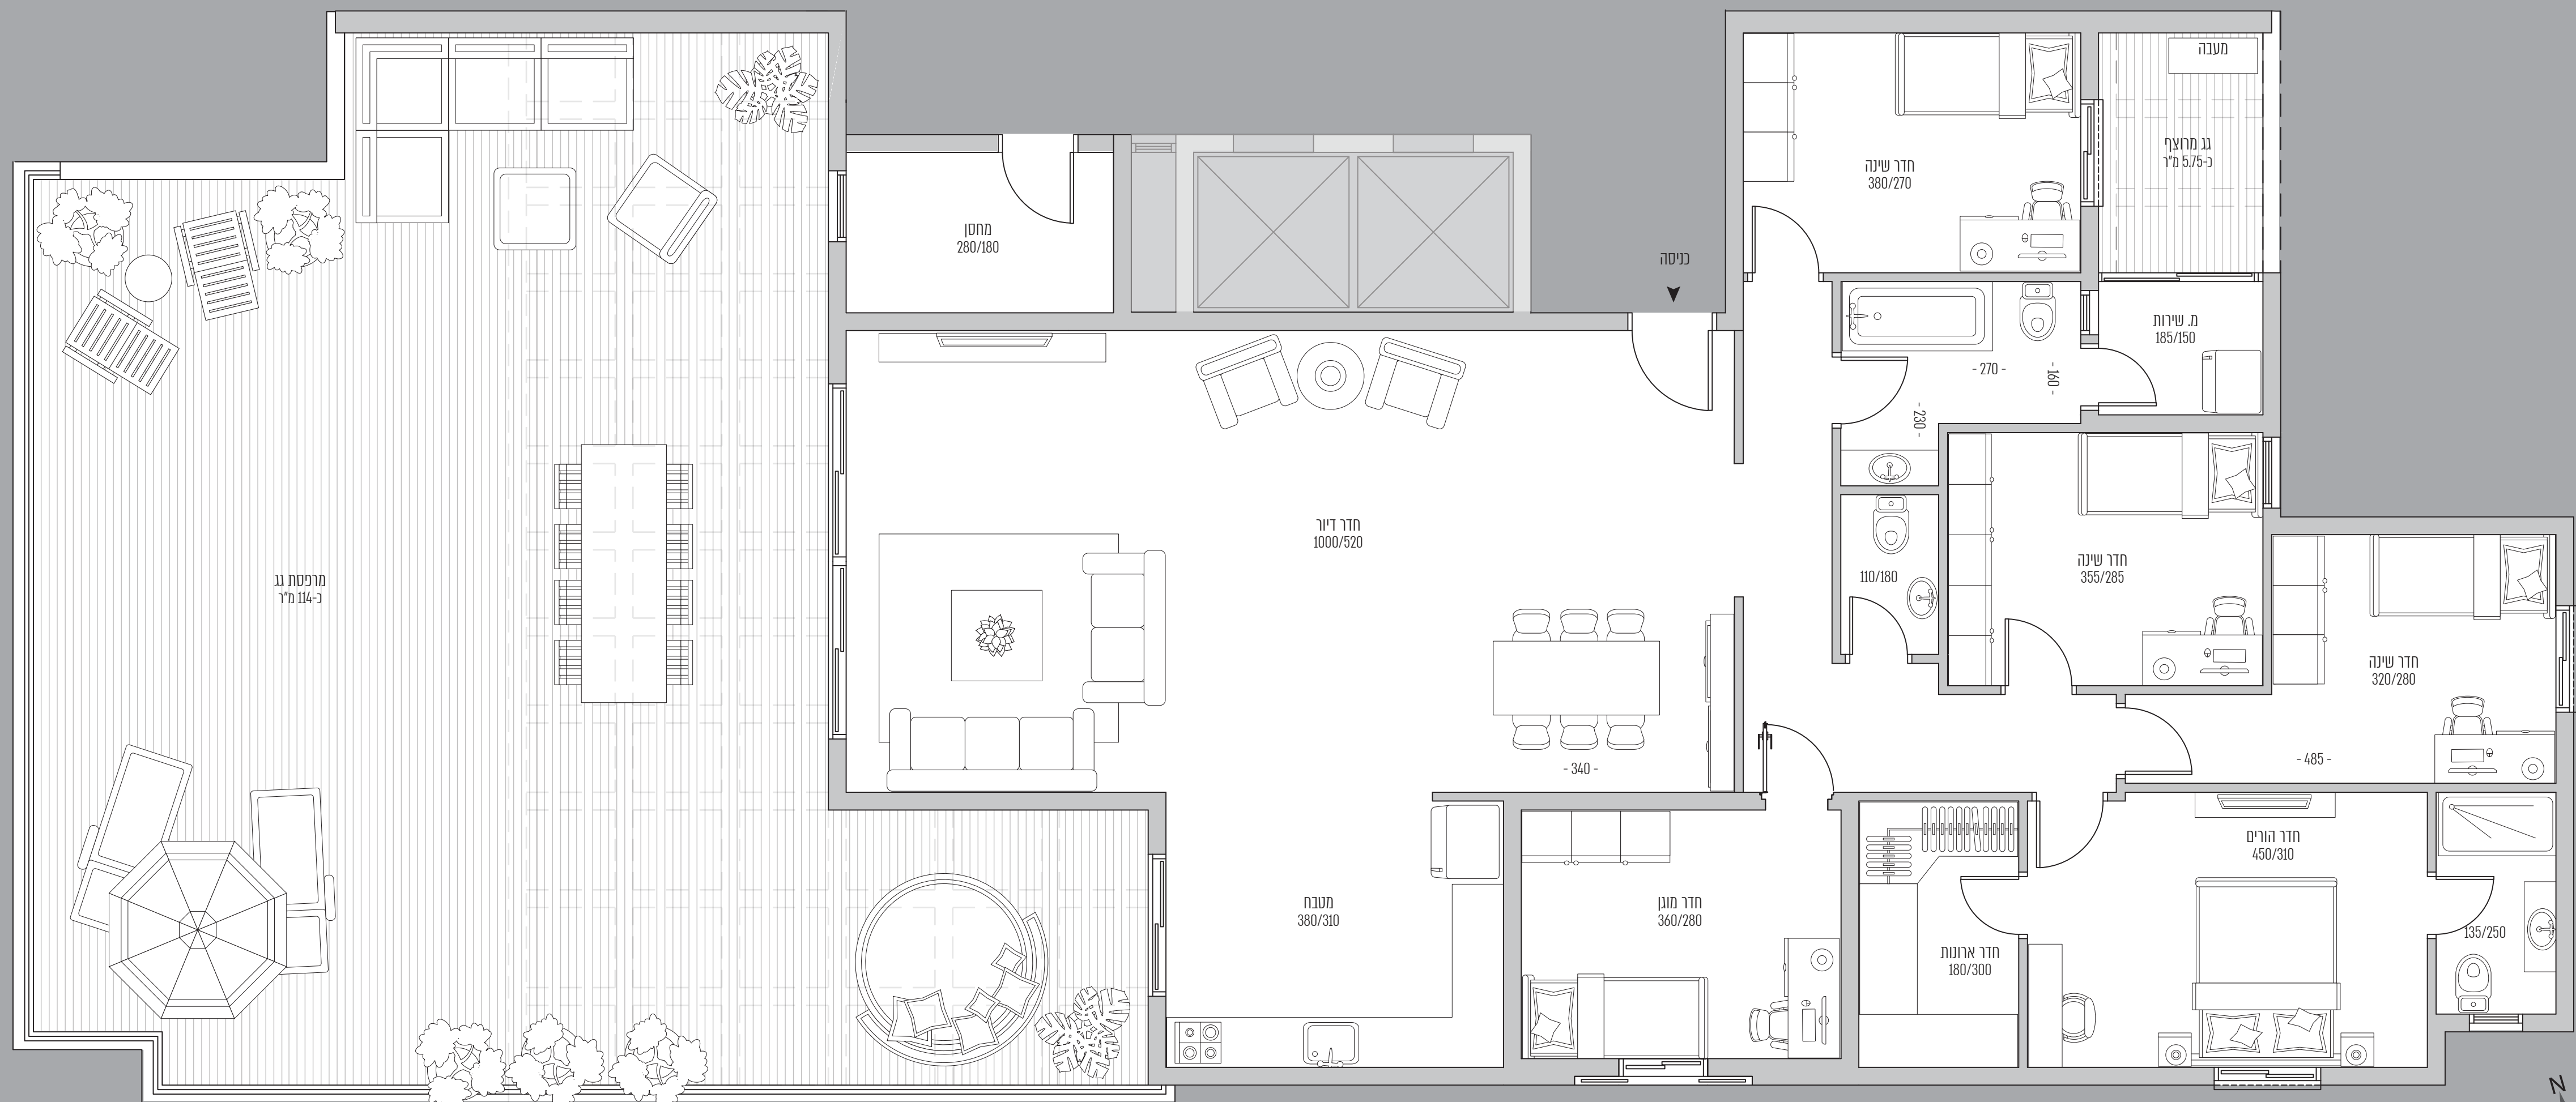 מעבה
גג מרוצף
כ-5.75 מ"ר
חדר שינה
380/270
מחסן
280/180
כניסה
מ. שירות
185/150
- 270 -
- 160 -
- 230 -
חדר דיור
1000/520
מרפסת גג
כ-114 מ"ר
110/180
חדר שינה
355/285
חדר שינה
320/280
- 340 -
- 485 -
חדר הורים
450/310
מטבח
380/310
חדר מוגן
360/280
חדר ארונות
180/300
135/250
N